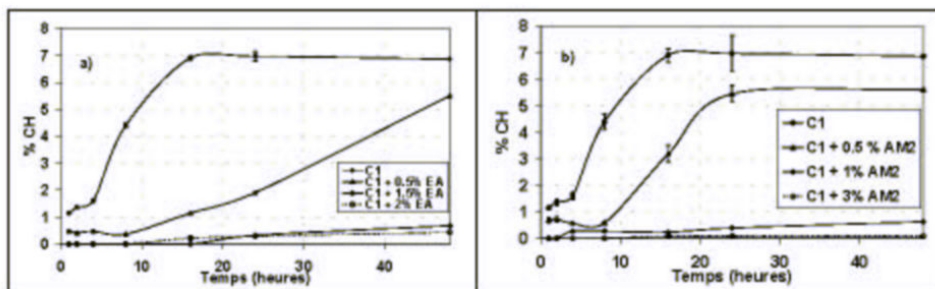 a)
% CH
8
7
6
5
4
3
2
1
0
C1
C1 + 0.5% EA
C1 + 1.5% EA
C1 + 2% EA
0 10 20 30 40
Temps (heures)
b)
% CH
8
7
6
5
4
3
2
1
0
C1
C1 + 0.5 % AM2
C1 + 1% AM2
C1 + 3% AM2
0 10 20 30 40
Temps (heures)